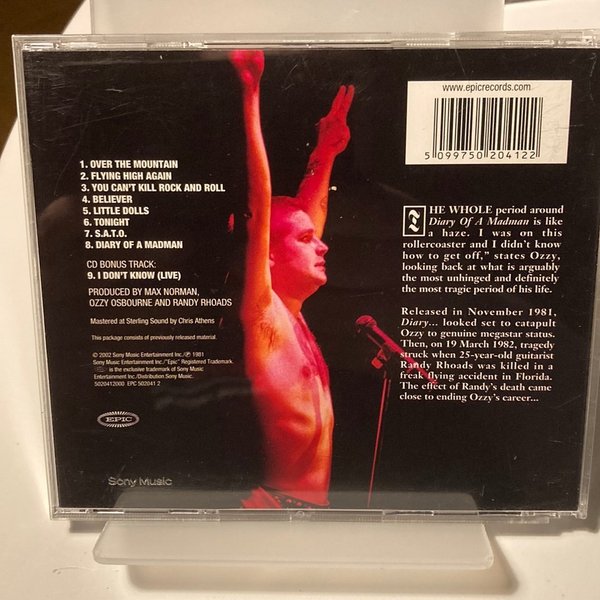 www.epicrecords.com
5 099750 204122
1. OVER THE MOUNTAIN
2. FLYING HIGH AGAIN
3. YOU CAN'T KILL ROCK AND ROLL
4. BELIEVER
5. LITTLE DOLLS
6. TONIGHT
7. S.A.T.O.
8. DIARY OF A MADMAN
CD BONUS TRACK:
9. I DON'T KNOW (LIVE)
PRODUCED BY MAX NORMAN,
OZZY OSBOURNE AND RANDY RHOADS
Mastered at Sterling Sound by Chris Athens
This package consists of previously released material.
© 2002 Sony Music Entertainment Inc./℗ 1981
Sony Music Entertainment Inc./"Epic" Registered Trademark.
is the exclusive trademark of Sony Music
Entertainment Inc./Distribution Sony Music.
5020412000 EPC 502041 2
EPIC
Sony Music
THE WHOLE period around
Diary Of A Madman is like
a haze. I was on this
rollercoaster and I didn't know
how to get off," states Ozzy,
looking back at what is arguably
the most unhinged and definitely
the most tragic period of his life.
Released in November 1981,
Diary... looked set to catapult
Ozzy to genuine megastar status.
Then, on 19 March 1982, tragedy
struck when 25-year-old guitarist
Randy Rhoads was killed in a
freak flying accident in Florida.
The effect of Randy's death came
close to ending Ozzy's career...